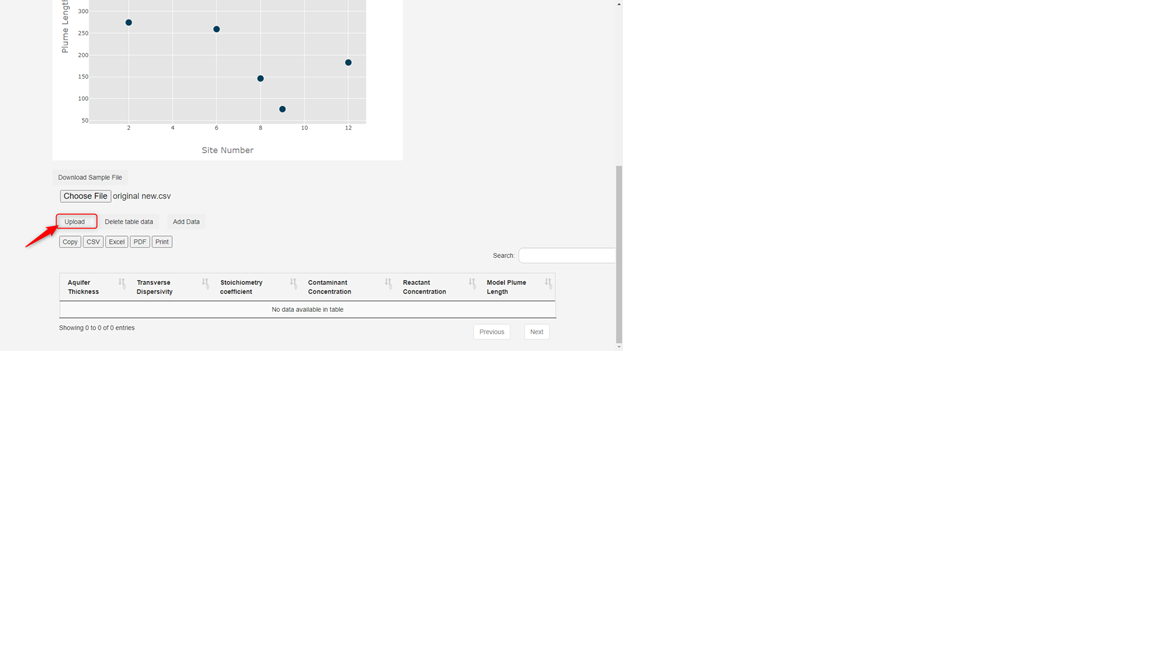 300
Plume Length
250
200
150
100
50
2 4 6 8 10 12
Site Number
Download Sample File
Choose File original new.csv
Upload Delete table data Add Data
Copy CSV Excel PDF Print
Search:
Aquifer Thickness Transverse Dispersivity Stoichiometry coefficient Contaminant Concentration Reactant Concentration Model Plume Length
No data available in table
Showing 0 to 0 of 0 entries
Previous Next